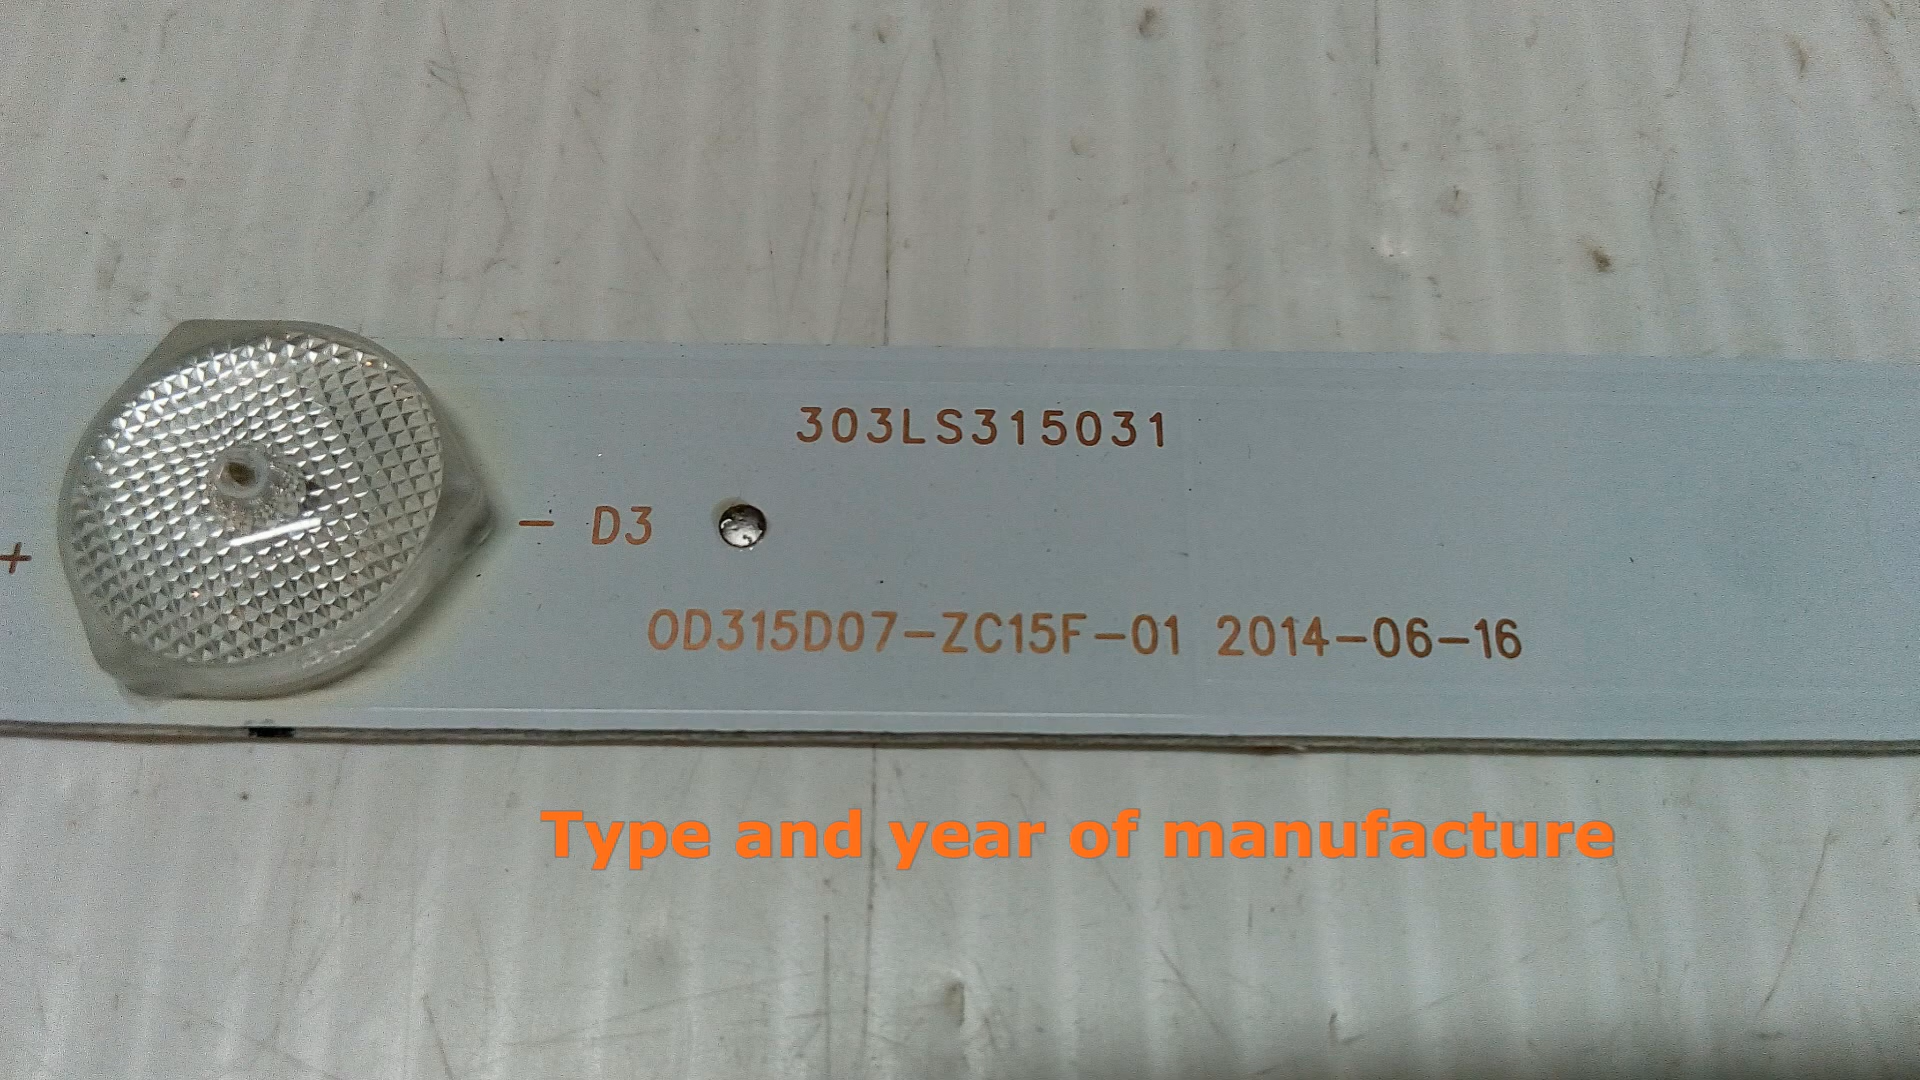 303LS315031
+
- D3
OD315D07-ZC15F-01 2014-06-16
Type and year of manufacture